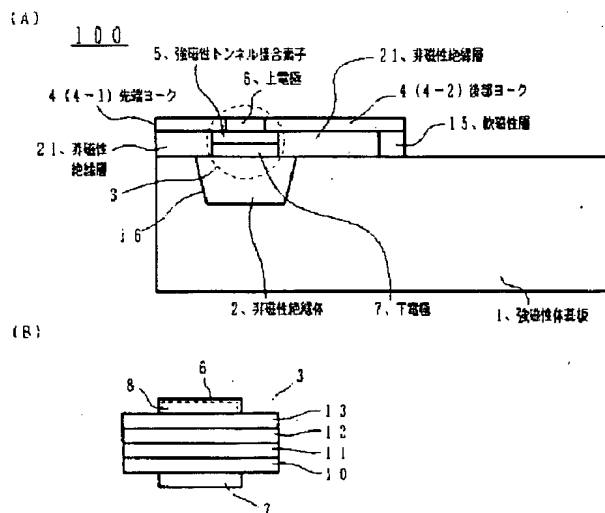 (A)
100
5、強磁性トンネル接合素子
21、非磁性絶縁層
6、上電極
4(4-1)先端ヨーク
4(4-2)後部ヨーク
15、軟磁性層
21、非磁性
絶縁層
3
16
2、非磁性絶縁体
7、下電極
1、強磁性体基板
(B)
6
3
8
13
12
11
10
7